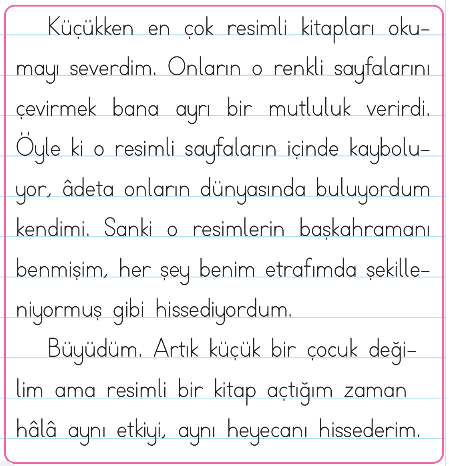 Küçükken en çok resimli kitapları oku-
mayı severdim. Onların o renkli sayfalarını
çevirmek bana ayrı bir mutluluk verirdi.
Öyle ki o resimli sayfaların içinde kaybolu-
yor, âdeta onların dünyasında buluyordum
kendimi. Sanki o resimlerin başkahramanı
benmişim, her şey benim etrafımda şekille-
niyormuş gibi hissediyordum.
Büyüdüm. Artık küçük bir çocuk deği-
lim ama resimli bir kitap açtığım zaman
hâlâ aynı etkiyi, aynı heyecanı hissederim.